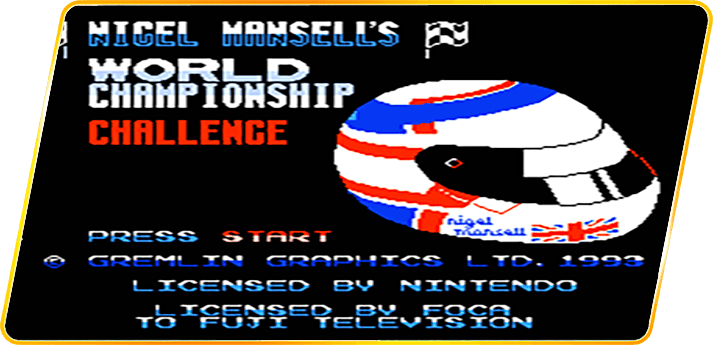 NIGEL MANSELL'S
WORLD
CHAMPIONSHIP
CHALLENGE
nigel
mansell
PRESS START
© GREMLIN GRAPHICS LTD. 1993
LICENSED BY NINTENDO
LICENSED BY FOCA
TO FUJI TELEVISION